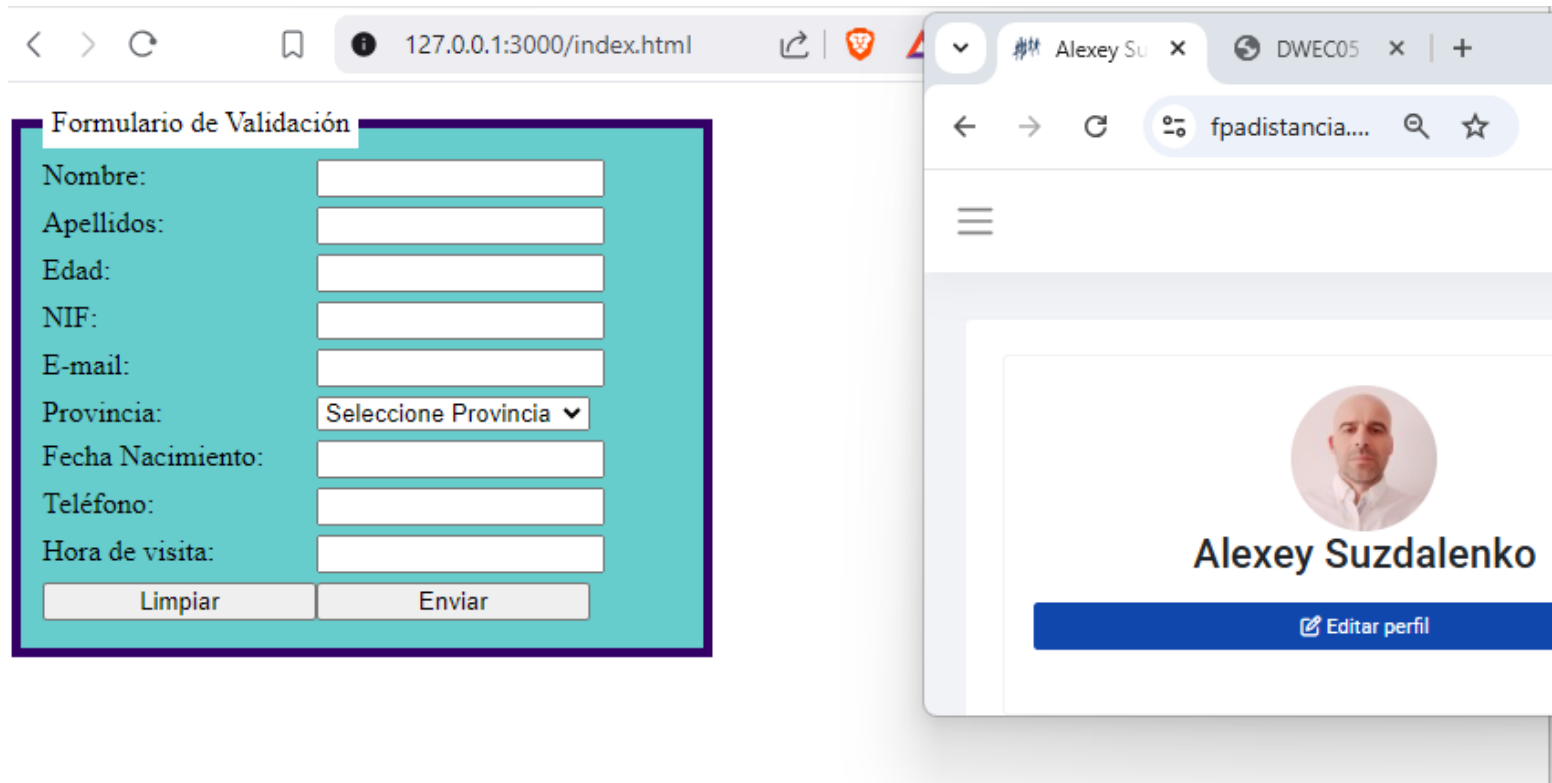 127.0.0.1:3000/index.html
Formulario de Validación
Nombre:
Apellidos:
Edad:
NIF:
E-mail:
Provincia:
Seleccione Provincia
Fecha Nacimiento:
Teléfono:
Hora de visita:
Limpiar
Enviar
Alexey Su
DWEC05
fpadistancia....
Alexey Suzdalenko
Editar perfil